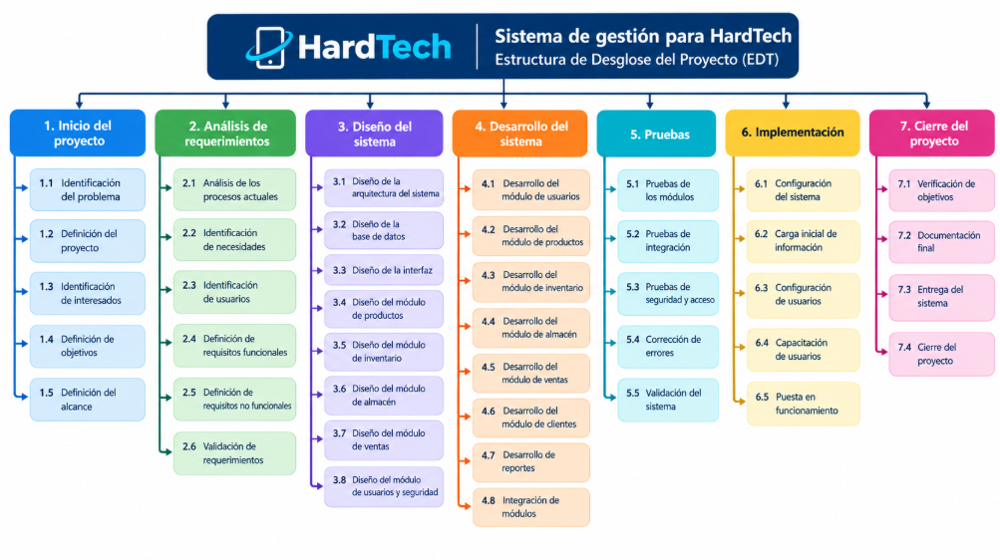 HardTech
Sistema de gestión para HardTech
Estructura de Desglose del Proyecto (EDT)
1. Inicio del
proyecto
1.1 Identificación
del problema
1.2 Definición del
proyecto
1.3 Identificación
de interesados
1.4 Definición de
objetivos
1.5 Definición del
alcance
2. Análisis de
requerimientos
2.1 Análisis de los
procesos actuales
2.2 Identificación
de necesidades
2.3 Identificación
de usuarios
2.4 Definición de
requisitos funcionales
2.5 Definición de
requisitos no funcionales
2.6 Validación de
requerimientos
3. Diseño del
sistema
3.1 Diseño de la
arquitectura del sistema
3.2 Diseño de la
base de datos
3.3 Diseño de la interfaz
3.4 Diseño del módulo
de productos
3.5 Diseño del módulo
de inventario
3.6 Diseño del módulo
de almacén
3.7 Diseño del módulo
de ventas
3.8 Diseño del módulo
de usuarios y seguridad
4. Desarrollo del
sistema
4.1 Desarrollo del
módulo de usuarios
4.2 Desarrollo del
módulo de productos
4.3 Desarrollo del
módulo de inventario
4.4 Desarrollo del
módulo de almacén
4.5 Desarrollo del
módulo de ventas
4.6 Desarrollo del
módulo de clientes
4.7 Desarrollo de
reportes
4.8 Integración de
módulos
5. Pruebas
5.1 Pruebas de
los módulos
5.2 Pruebas de
integración
5.3 Pruebas de
seguridad y acceso
5.4 Corrección de
errores
5.5 Validación del
sistema
6. Implementación
6.1 Configuración
del sistema
6.2 Carga inicial de
información
6.3 Configuración
de usuarios
6.4 Capacitación
de usuarios
6.5 Puesta en
funcionamiento
7. Cierre del
proyecto
7.1 Verificación de
objetivos
7.2 Documentación
final
7.3 Entrega del
sistema
7.4 Cierre del
proyecto